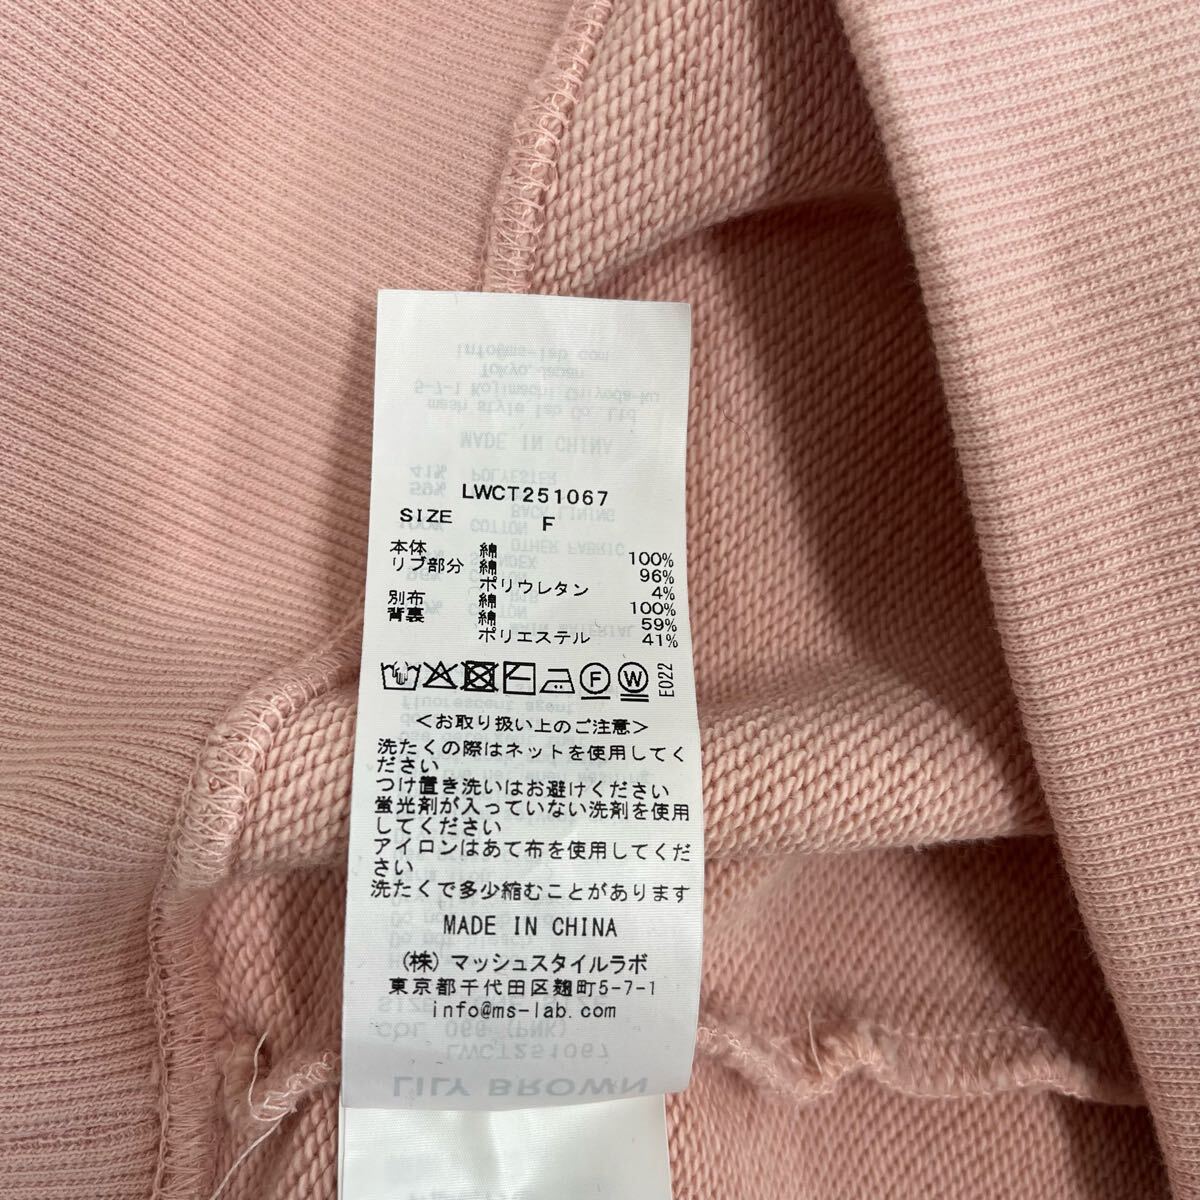 LWCT251067
SIZE F
本体 綿 100%
リブ部分 綿 96%
ポリウレタン 4%
別布 綿 100%
背裏 綿 59%
ポリエステル 41%
F W E022
＜お取り扱い上のご注意＞
洗たくの際はネットを使用してく
ださい
つけ置き洗いはお避けください
蛍光剤が入っていない洗剤を使用
してください
アイロンはあて布を使用してくだ
さい
洗たくで多少縮むことがあります
MADE IN CHINA
(株) マッシュスタイルラボ
東京都千代田区麹町5-7-1
info@ms-lab.com